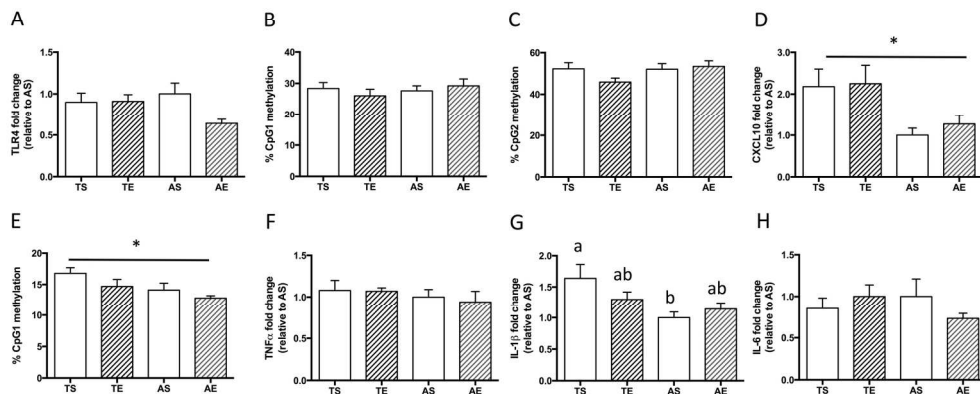 A
TLR4 fold change
(relative to AS)
1.5
1.0
0.5
0.0
TS TE AS AE
B
% CpG1 methylation
40
30
20
10
0
TS TE AS AE
C
% CpG2 methylation
60
40
20
0
TS TE AS AE
D
CXCL10 fold change
(relative to AS)
3.0
2.0
1.0
0.0
*
TS TE AS AE
E
% CpG1 methylation
20
15
10
5
0
*
TS TE AS AE
F
TNFα fold change
(relative to AS)
2.0
1.5
1.0
0.5
0.0
TS TE AS AE
G
IL-1β fold change
(relative to AS)
2.0
1.5
1.0
0.5
0.0
a
ab
b
ab
TS TE AS AE
H
IL-6 fold change
(relative to AS)
1.5
1.0
0.5
0.0
TS TE AS AE